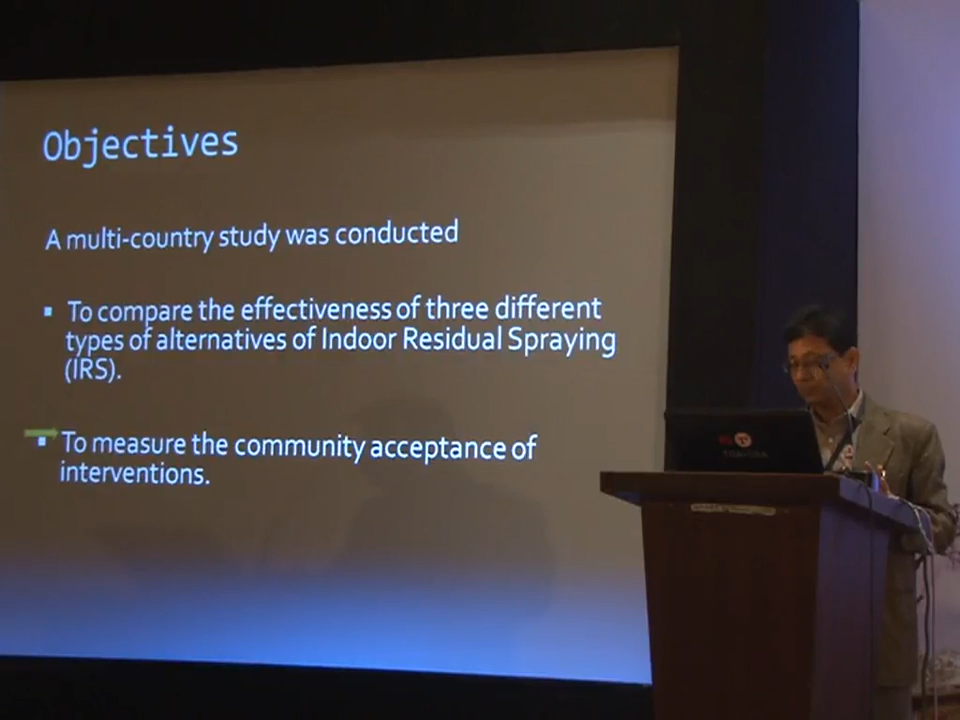 Objectives
A multi-country study was conducted
▪ To compare the effectiveness of three different
types of alternatives of Indoor Residual Spraying
(IRS).
▪ To measure the community acceptance of
interventions.
TOSHIBA